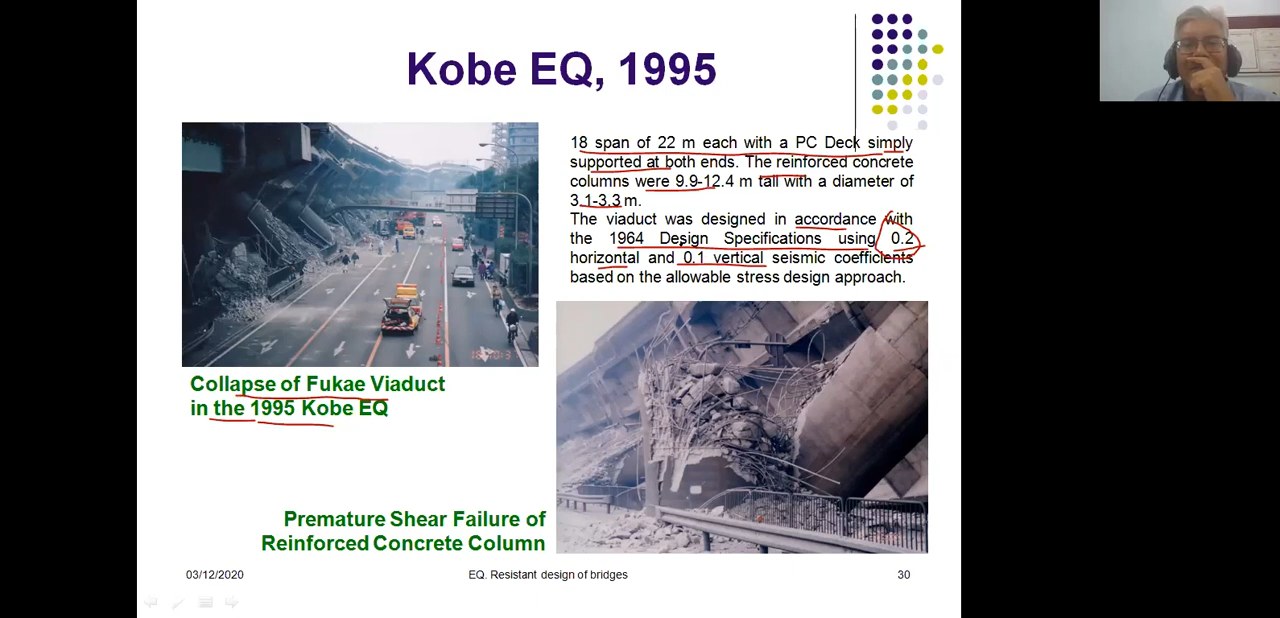 Kobe EQ, 1995
18 span of 22 m each with a PC Deck simply
supported at both ends. The reinforced concrete
columns were 9.9-12.4 m tall with a diameter of
3.1-3.3 m.
The viaduct was designed in accordance with
the 1964 Design Specifications using 0.2
horizontal and 0.1 vertical seismic coefficients
based on the allowable stress design approach.
Collapse of Fukae Viaduct
in the 1995 Kobe EQ
Premature Shear Failure of
Reinforced Concrete Column
03/12/2020
EQ. Resistant design of bridges
30